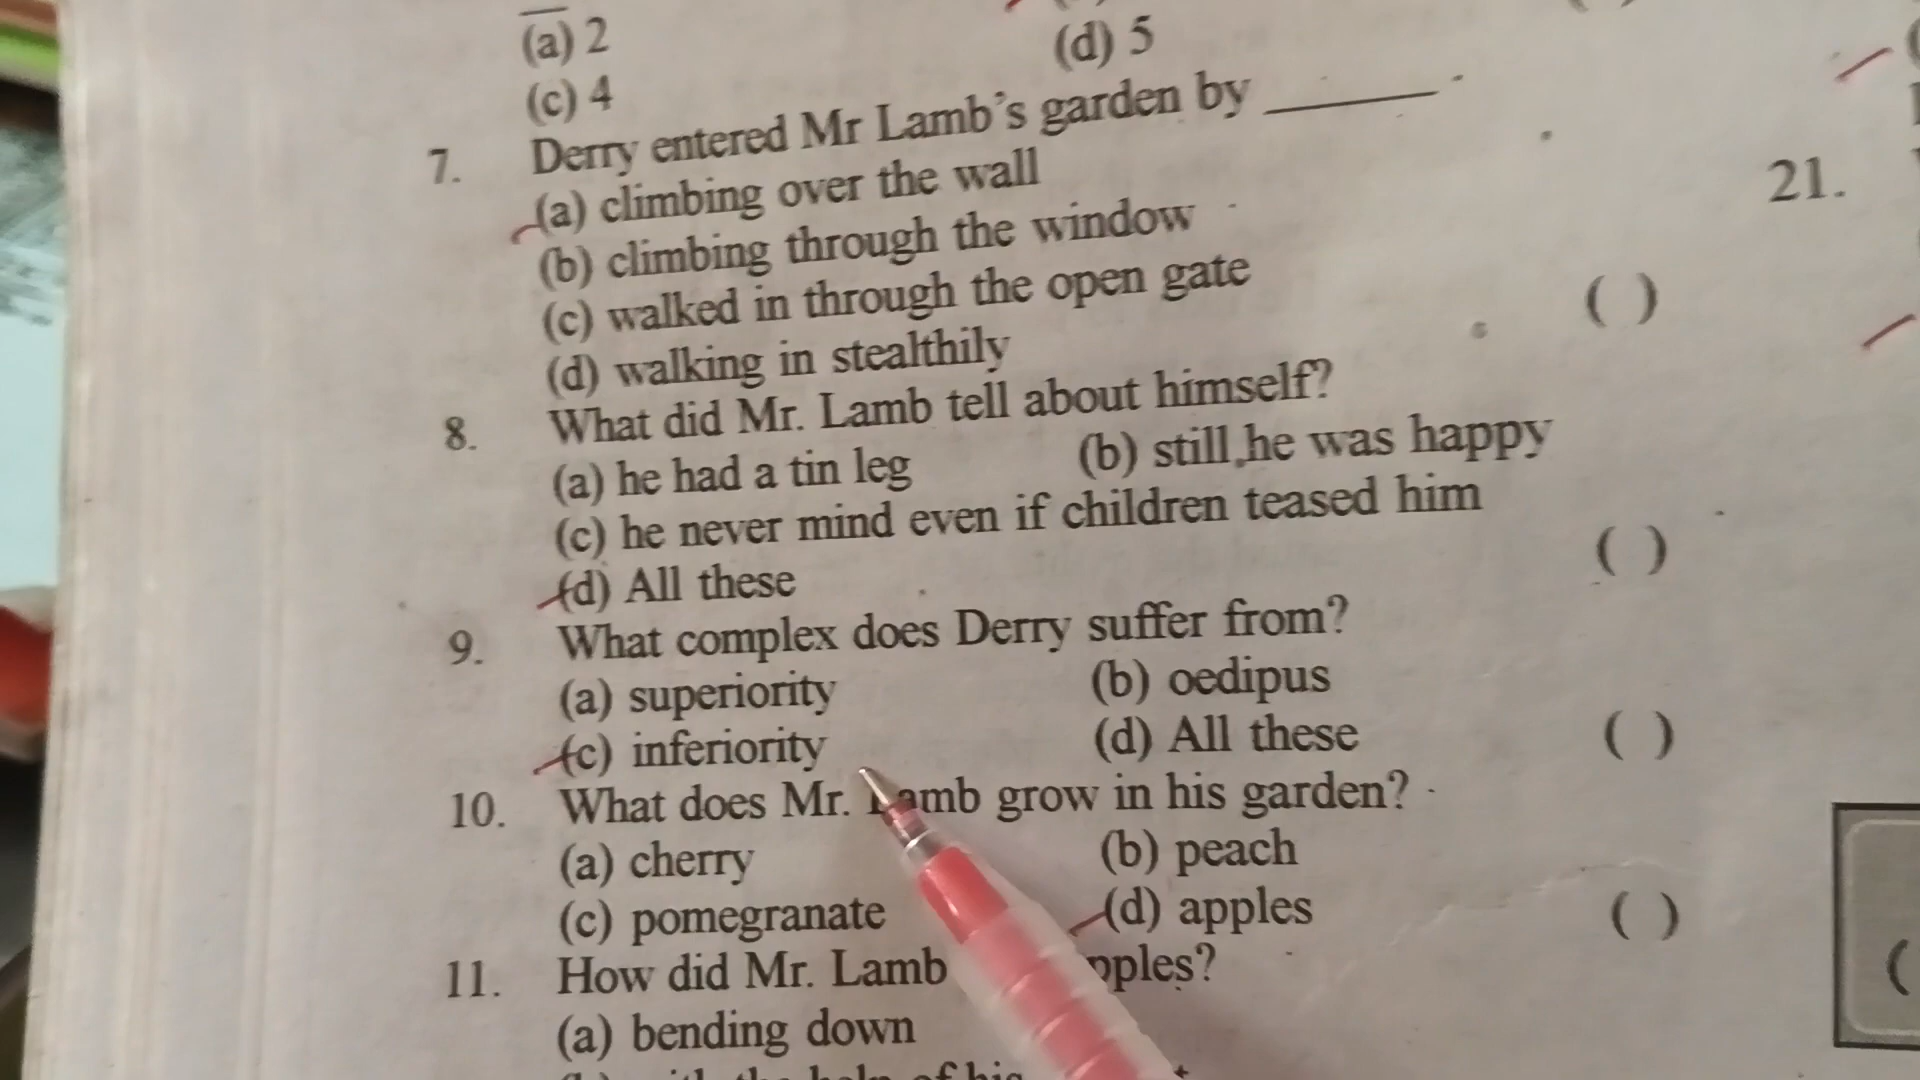 (a) 2
(d) 5
(c) 4
7. Derry entered Mr Lamb's garden by ______ .
(a) climbing over the wall
(b) climbing through the window
(c) walked in through the open gate
(d) walking in stealthily ( )
8. What did Mr. Lamb tell about himself?
(a) he had a tin leg (b) still he was happy
(c) he never mind even if children teased him
(d) All these ( )
9. What complex does Derry suffer from?
(a) superiority (b) oedipus
(c) inferiority (d) All these ( )
10. What does Mr. Lamb grow in his garden?
(a) cherry (b) peach
(c) pomegranate (d) apples ( )
11. How did Mr. Lamb
(a) bending down
21.